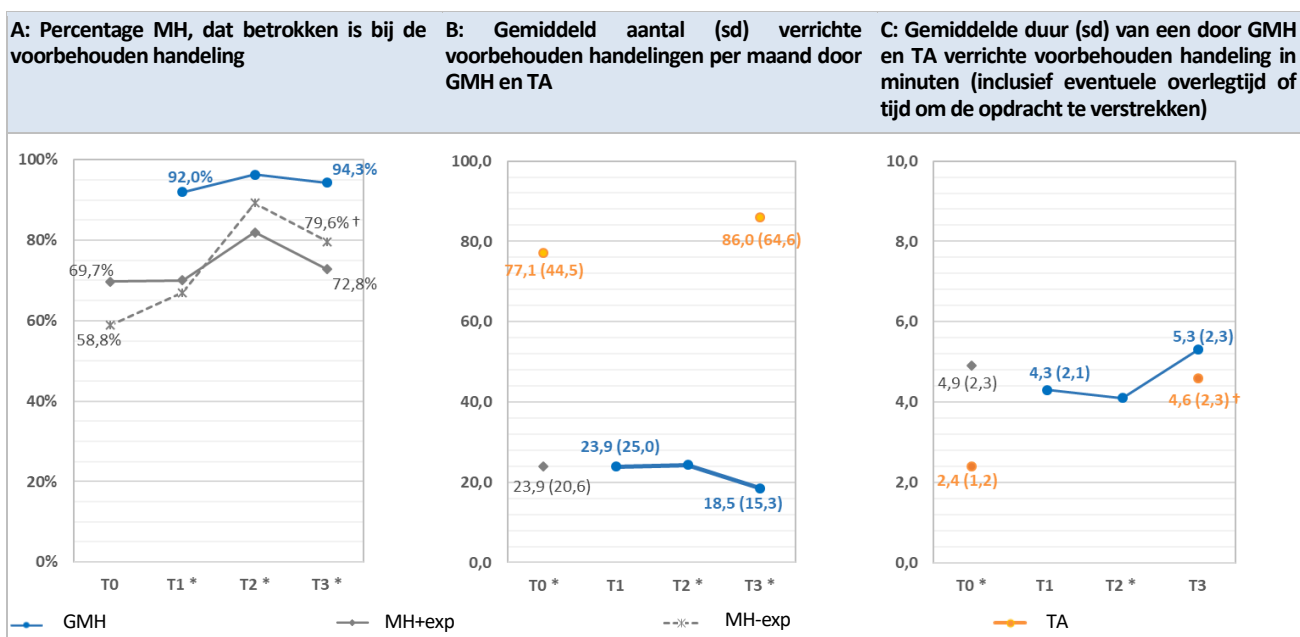 A: Percentage MH, dat betrokken is bij de
voorbehouden handeling
B: Gemiddeld aantal (sd) verrichte
voorbehouden handelingen per maand door
GMH en TA
C: Gemiddelde duur (sd) van een door GMH
en TA verrichte voorbehouden handeling in
minuten (inclusief eventuele overlegtijd of
tijd om de opdracht te verstrekken)
100%
80%
60%
40%
20%
0%
92,0%
94,3%
79,6% †
69,7%
72,8%
58,8%
T0
T1 *
T2 *
T3 *
100,0
80,0
60,0
40,0
20,0
0,0
77,1 (44,5)
86,0 (64,6)
23,9 (25,0)
23,9 (20,6)
18,5 (15,3)
T0 *
T1
T2 *
T3 *
10,0
8,0
6,0
4,0
2,0
0,0
5,3 (2,3)
4,3 (2,1)
4,9 (2,3)
4,6 (2,3) †
2,4 (1,2)
T0 *
T1
T2 *
T3
GMH
MH+exp
MH-exp
TA